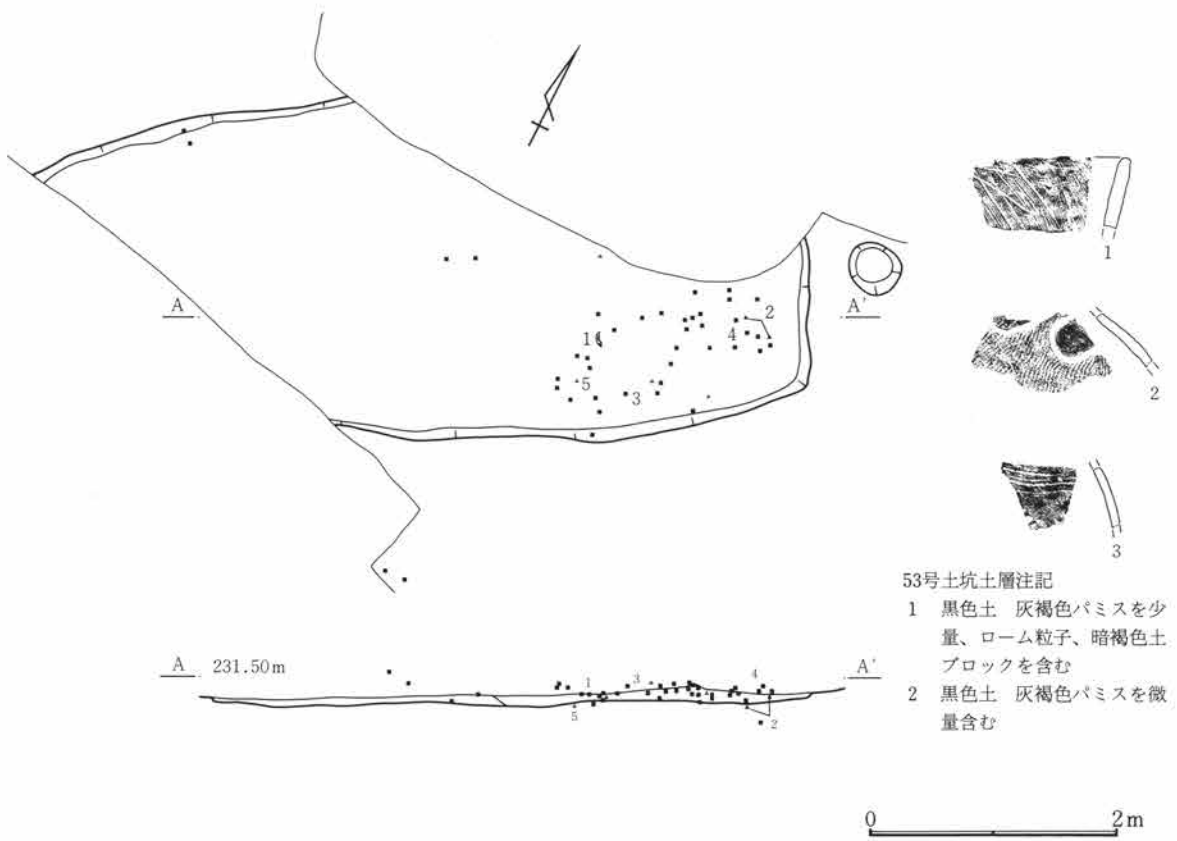 A
A'
1
2
4
5
3
1
2
3
53号土坑土層注記
1 黒色土 灰褐色パミスを少
量、ローム粒子、暗褐色土
ブロックを含む
2 黒色土 灰褐色パミスを微
量含む
A 231.50m
A'
1
3
4
5
2
0
2m